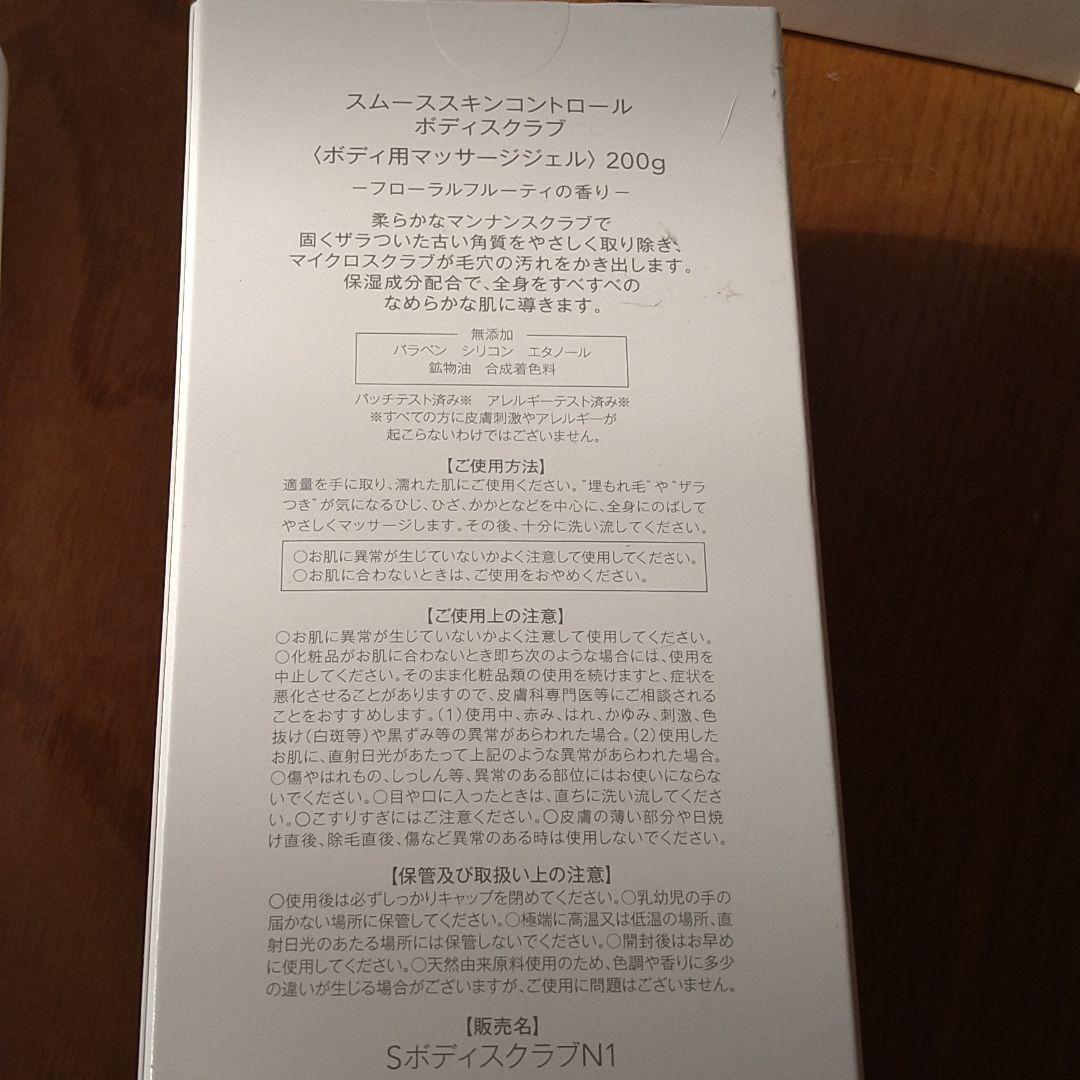 スムーススキンコントロール
ボディスクラブ
〈ボディ用マッサージジェル〉200g
－フローラルフルーティの香り－
柔らかなマンナンスクラブで
固くザラついた古い角質をやさしく取り除き、
マイクロスクラブが毛穴の汚れをかき出します。
保湿成分配合で、全身をすべすべの
なめらかな肌に導きます。
無添加
パラベン　シリコン　エタノール
鉱物油　合成着色料
パッチテスト済み※　アレルギーテスト済み※
※すべての方に皮膚刺激やアレルギーが
起こらないわけではございません。
【ご使用方法】
適量を手に取り、濡れた肌にご使用ください。“埋もれ毛”や“ザラ
つき”が気になるひじ、ひざ、かかとなどを中心に、全身にのばして
やさしくマッサージします。その後、十分に洗い流してください。
○お肌に異常が生じていないかよく注意して使用してください。
○お肌に合わないときは、ご使用をおやめください。
【ご使用上の注意】
○お肌に異常が生じていないかよく注意して使用してください。
○化粧品がお肌に合わないとき即ち次のような場合には、使用を
中止してください。そのまま化粧品類の使用を続けますと、症状を
悪化させることがありますので、皮膚科専門医等にご相談される
ことをおすすめします。(1)使用中、赤み、はれ、かゆみ、刺激、色
抜け(白斑等)や黒ずみ等の異常があらわれた場合。(2)使用した
お肌に、直射日光があたって上記のような異常があらわれた場合。
○傷やはれもの、しっしん等、異常のある部位にはお使いにならな
いでください。○目や口に入ったときは、直ちに洗い流してくださ
い。○こすりすぎにはご注意ください。○皮膚の薄い部分や日焼
け直後、除毛直後、傷など異常のある時は使用しないでください。
【保管及び取扱い上の注意】
○使用後は必ずしっかりキャップを閉めてください。○乳幼児の手の
届かない場所に保管してください。○極端に高温又は低温の場所、直
射日光のあたる場所には保管しないでください。○開封後はお早め
に使用してください。○天然由来原料使用のため、色調や香りに多少
の違いが生じる場合がございますが、ご使用に問題はございません。
【販売名】
SボディスクラブN1